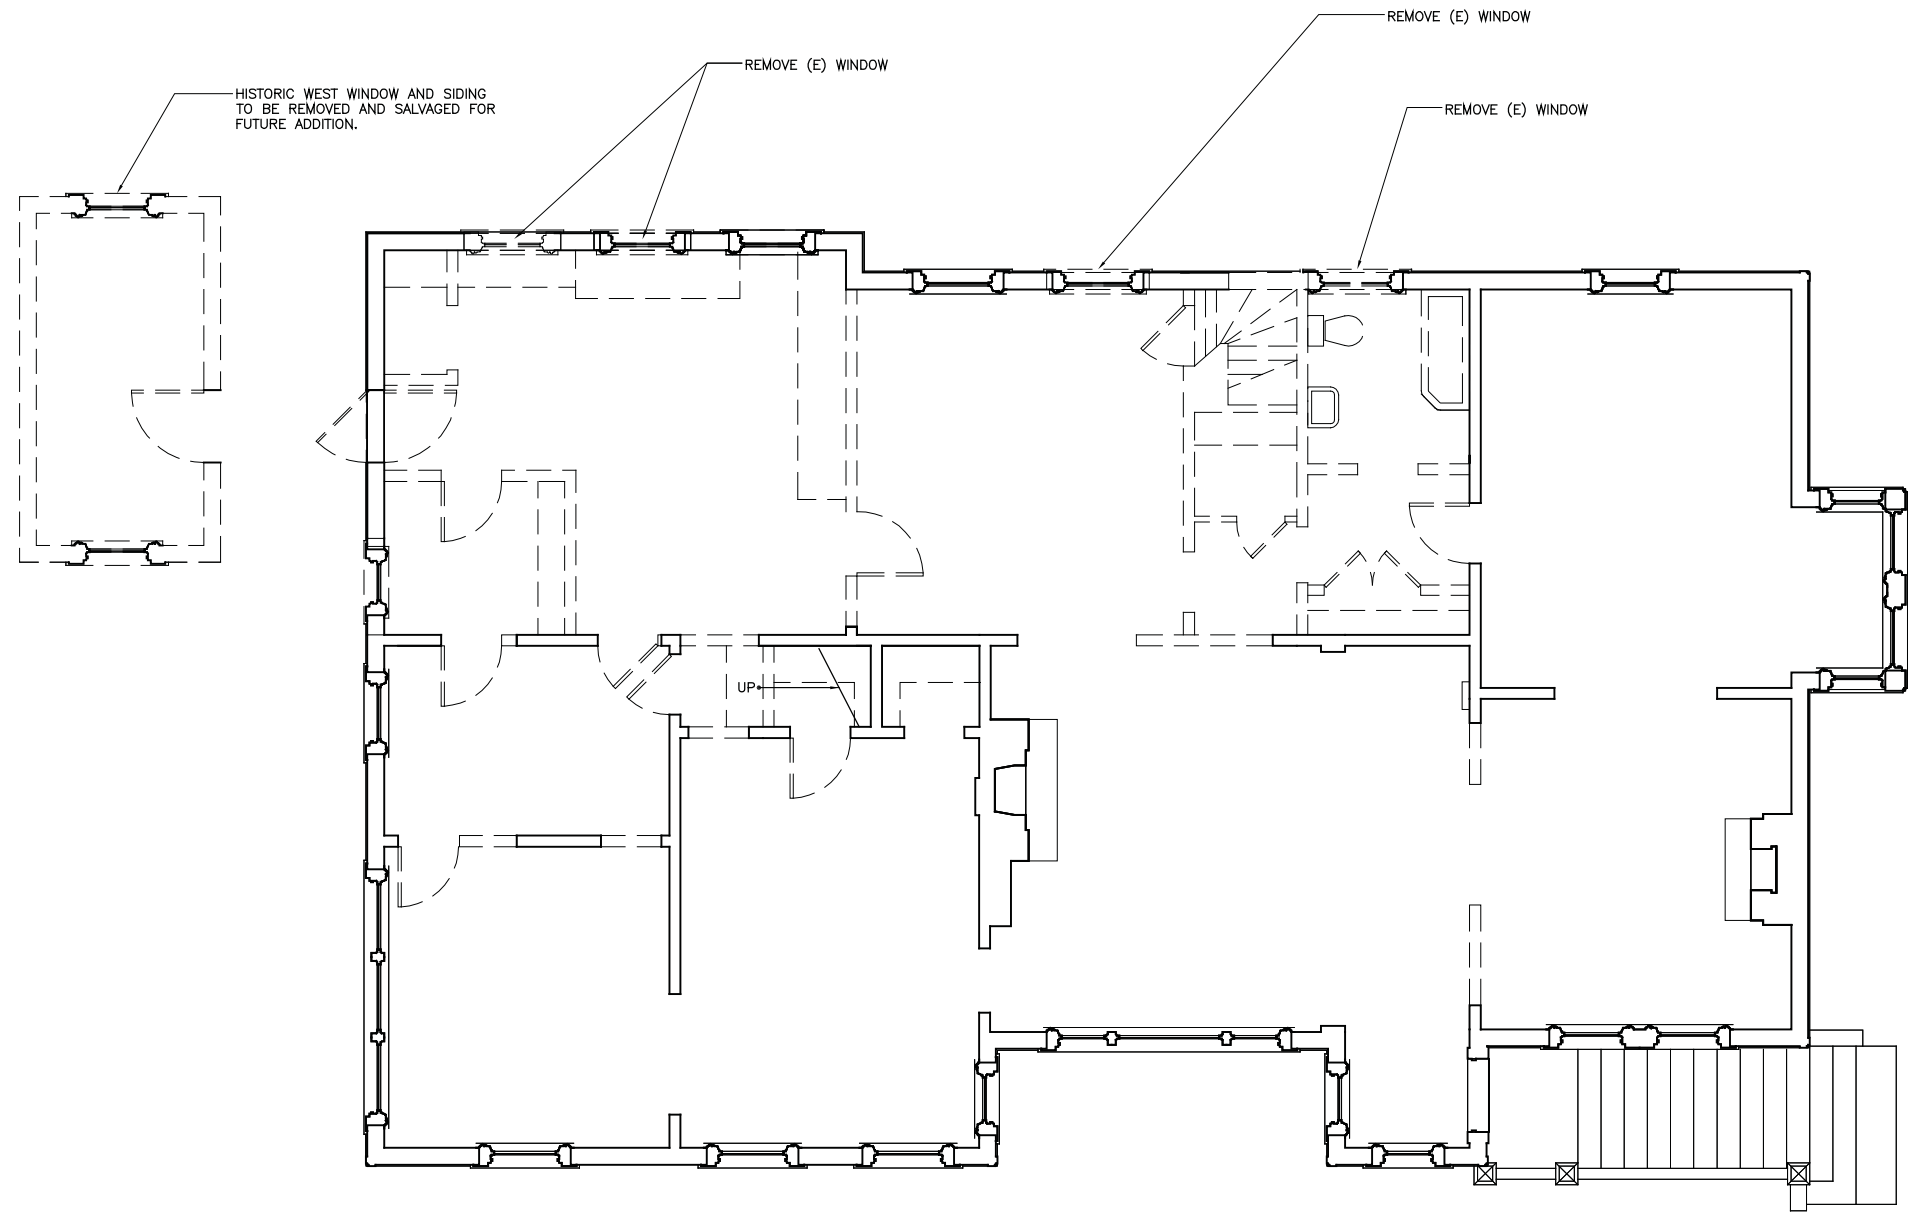 REMOVE (E) WINDOW
REMOVE (E) WINDOW
HISTORIC WEST WINDOW AND SIDING
TO BE REMOVED AND SALVAGED FOR
FUTURE ADDITION.
REMOVE (E) WINDOW
UP